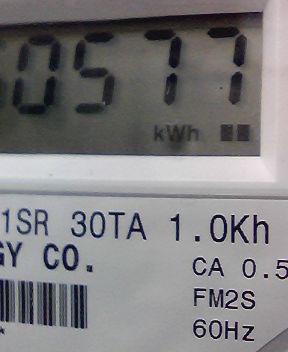 0577
kWh
1SR 30TA 1.0Kh
GY CO.
CA 0.5
FM2S
60Hz